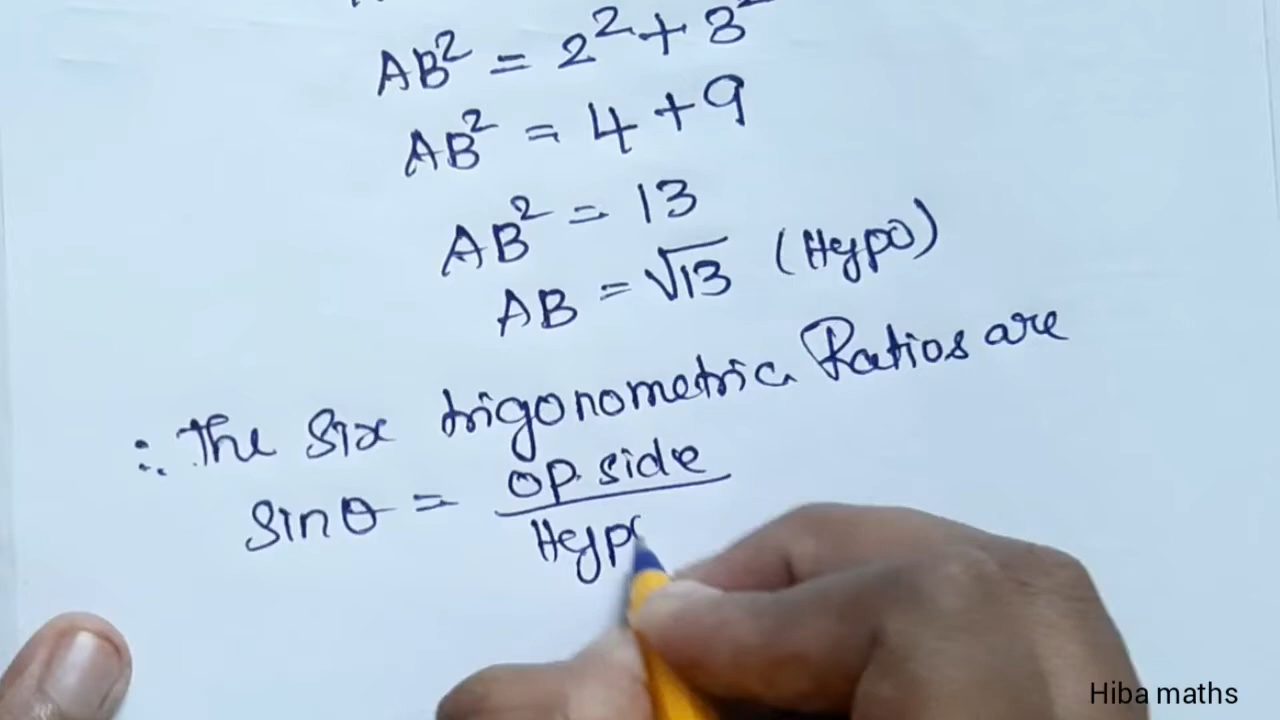 AB² = 2² + 3²
AB² = 4 + 9
AB² = 13
AB = √13 (Hypo)
∴ The Six trigonometric Ratios are
Sinθ = op. side
Hypo
Hiba maths